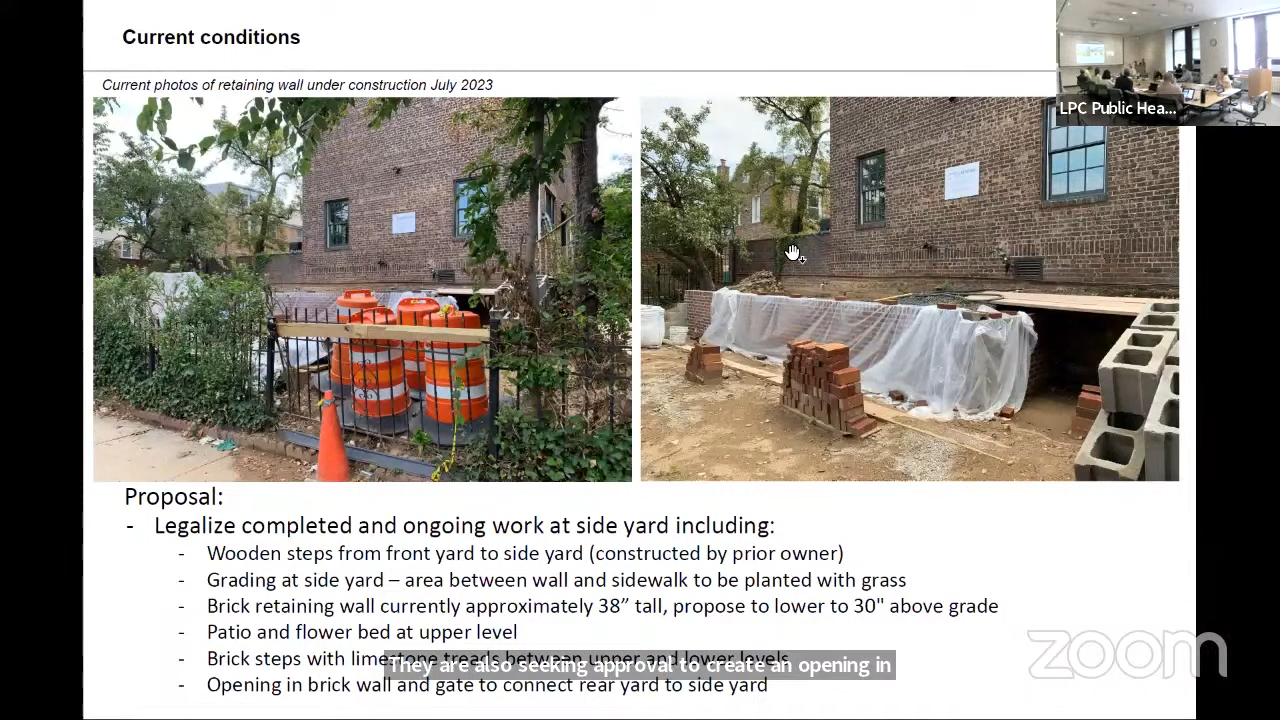 Current conditions
Current photos of retaining wall under construction July 2023
LPC Public Hea...
Proposal:
- Legalize completed and ongoing work at side yard including:
- Wooden steps from front yard to side yard (constructed by prior owner)
- Grading at side yard – area between wall and sidewalk to be planted with grass
- Brick retaining wall currently approximately 38” tall, propose to lower to 30" above grade
- Patio and flower bed at upper level
- Brick steps with limestone treads between upper and lower levels
They are also seeking approval to create an opening in
- Opening in brick wall and gate to connect rear yard to side yard
zoom